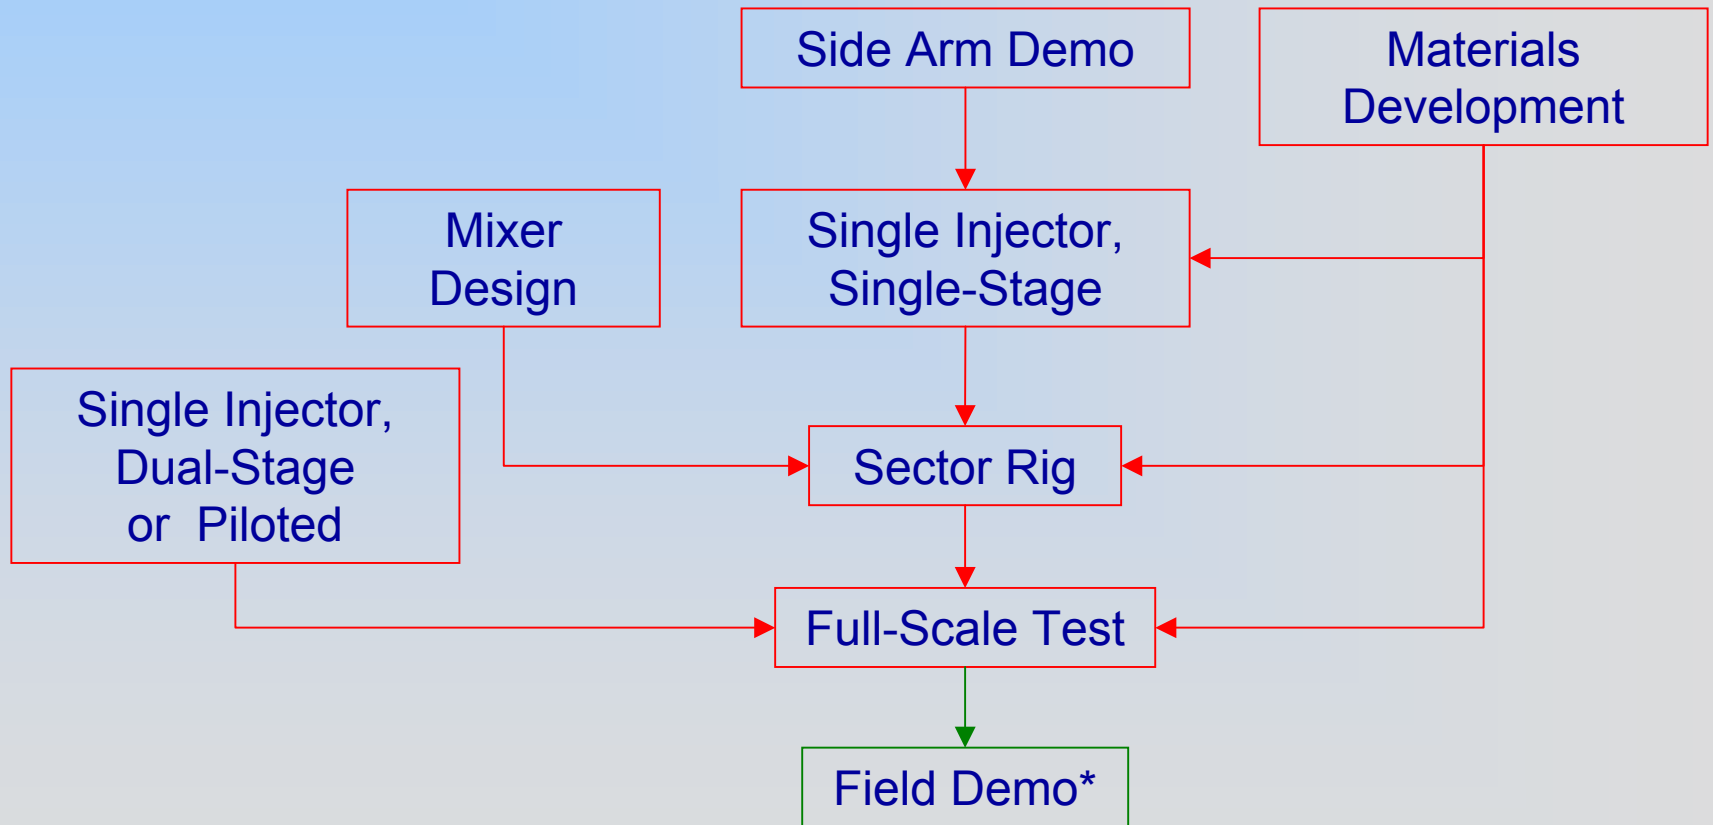 Side Arm Demo
Materials
Development
Mixer
Design
Single Injector,
Single-Stage
Single Injector,
Dual-Stage
or Piloted
Sector Rig
Full-Scale Test
Field Demo*